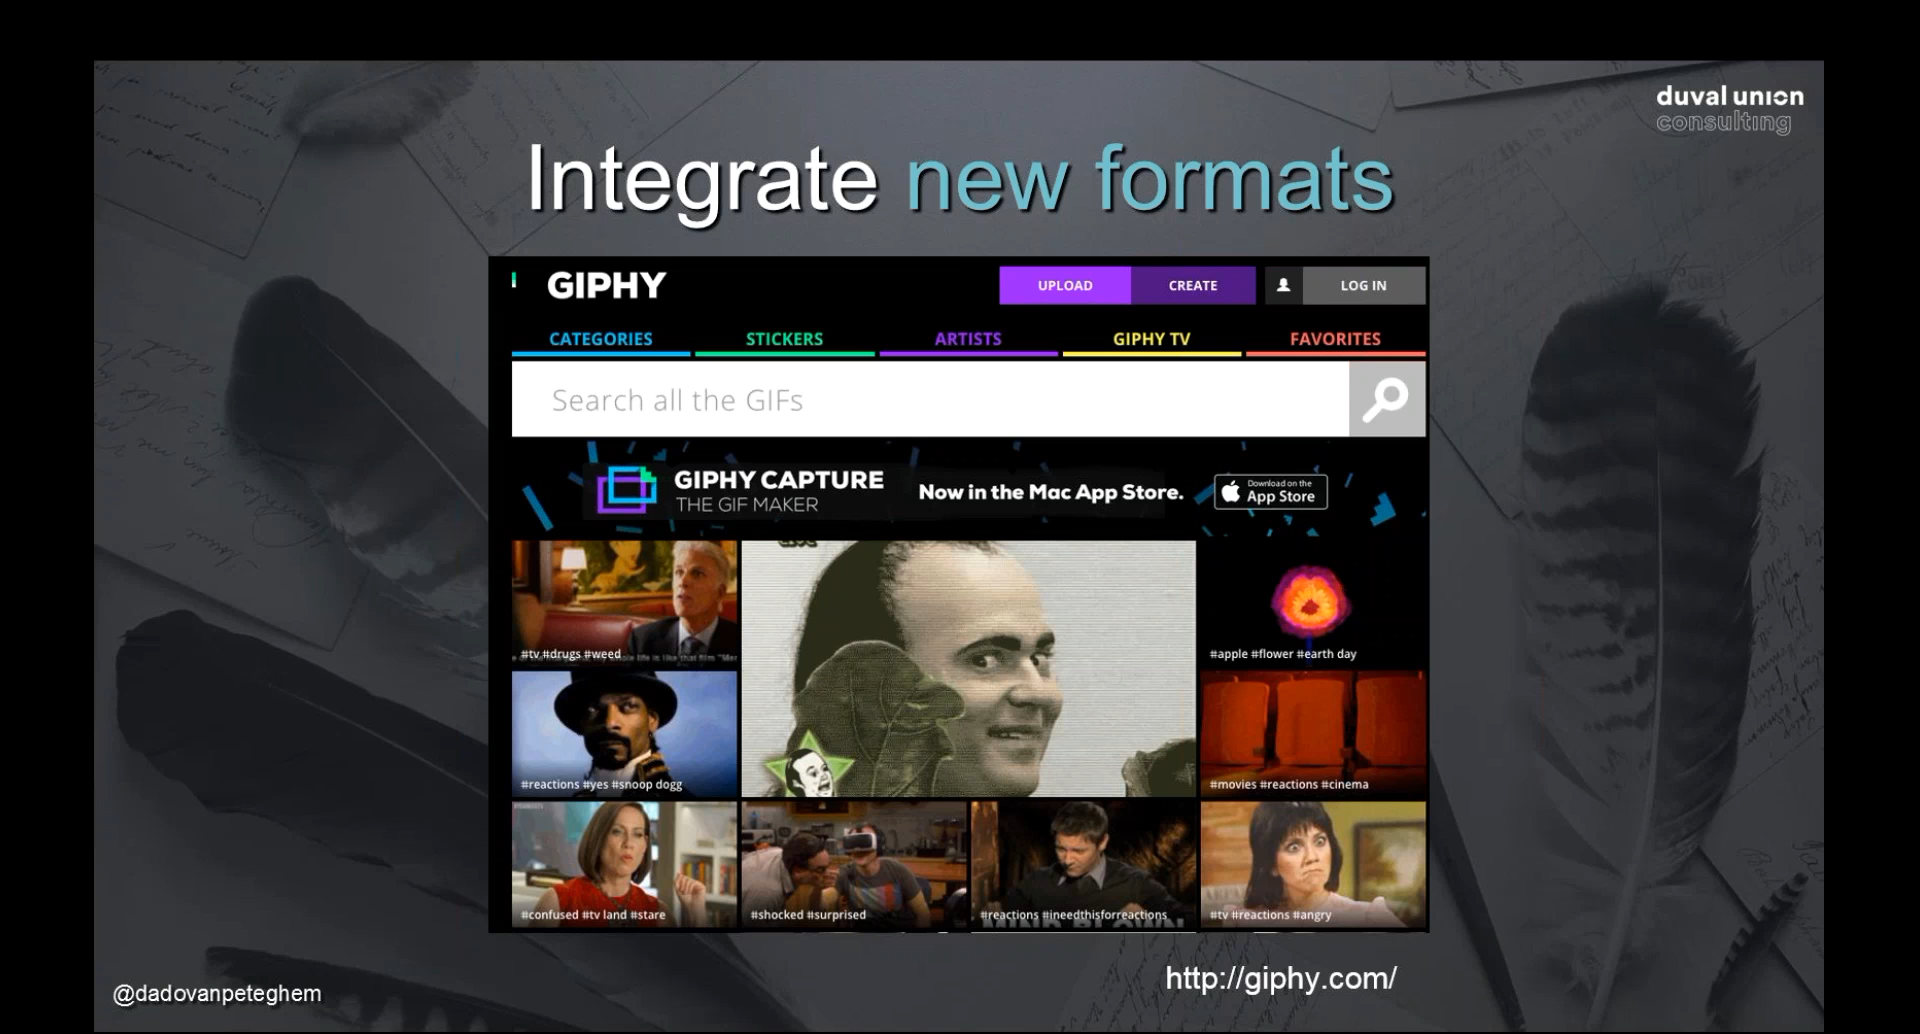 duval union
consulting
Integrate new formats
GIPHY
UPLOAD
CREATE
LOG IN
CATEGORIES
STICKERS
ARTISTS
GIPHY TV
FAVORITES
Search all the GIFs
GIPHY CAPTURE
THE GIF MAKER
Now in the Mac App Store.
Download on the
App Store
#tv #drugs #weed
#apple #flower #earth day
#reactions #yes #snoop dogg
#movies #reactions #cinema
#confused #tv land #stare
#shocked #surprised
#reactions #ineedthisforreactions
MIND BLOWN
#tv #reactions #angry
http://giphy.com/
@dadovanpeteghem